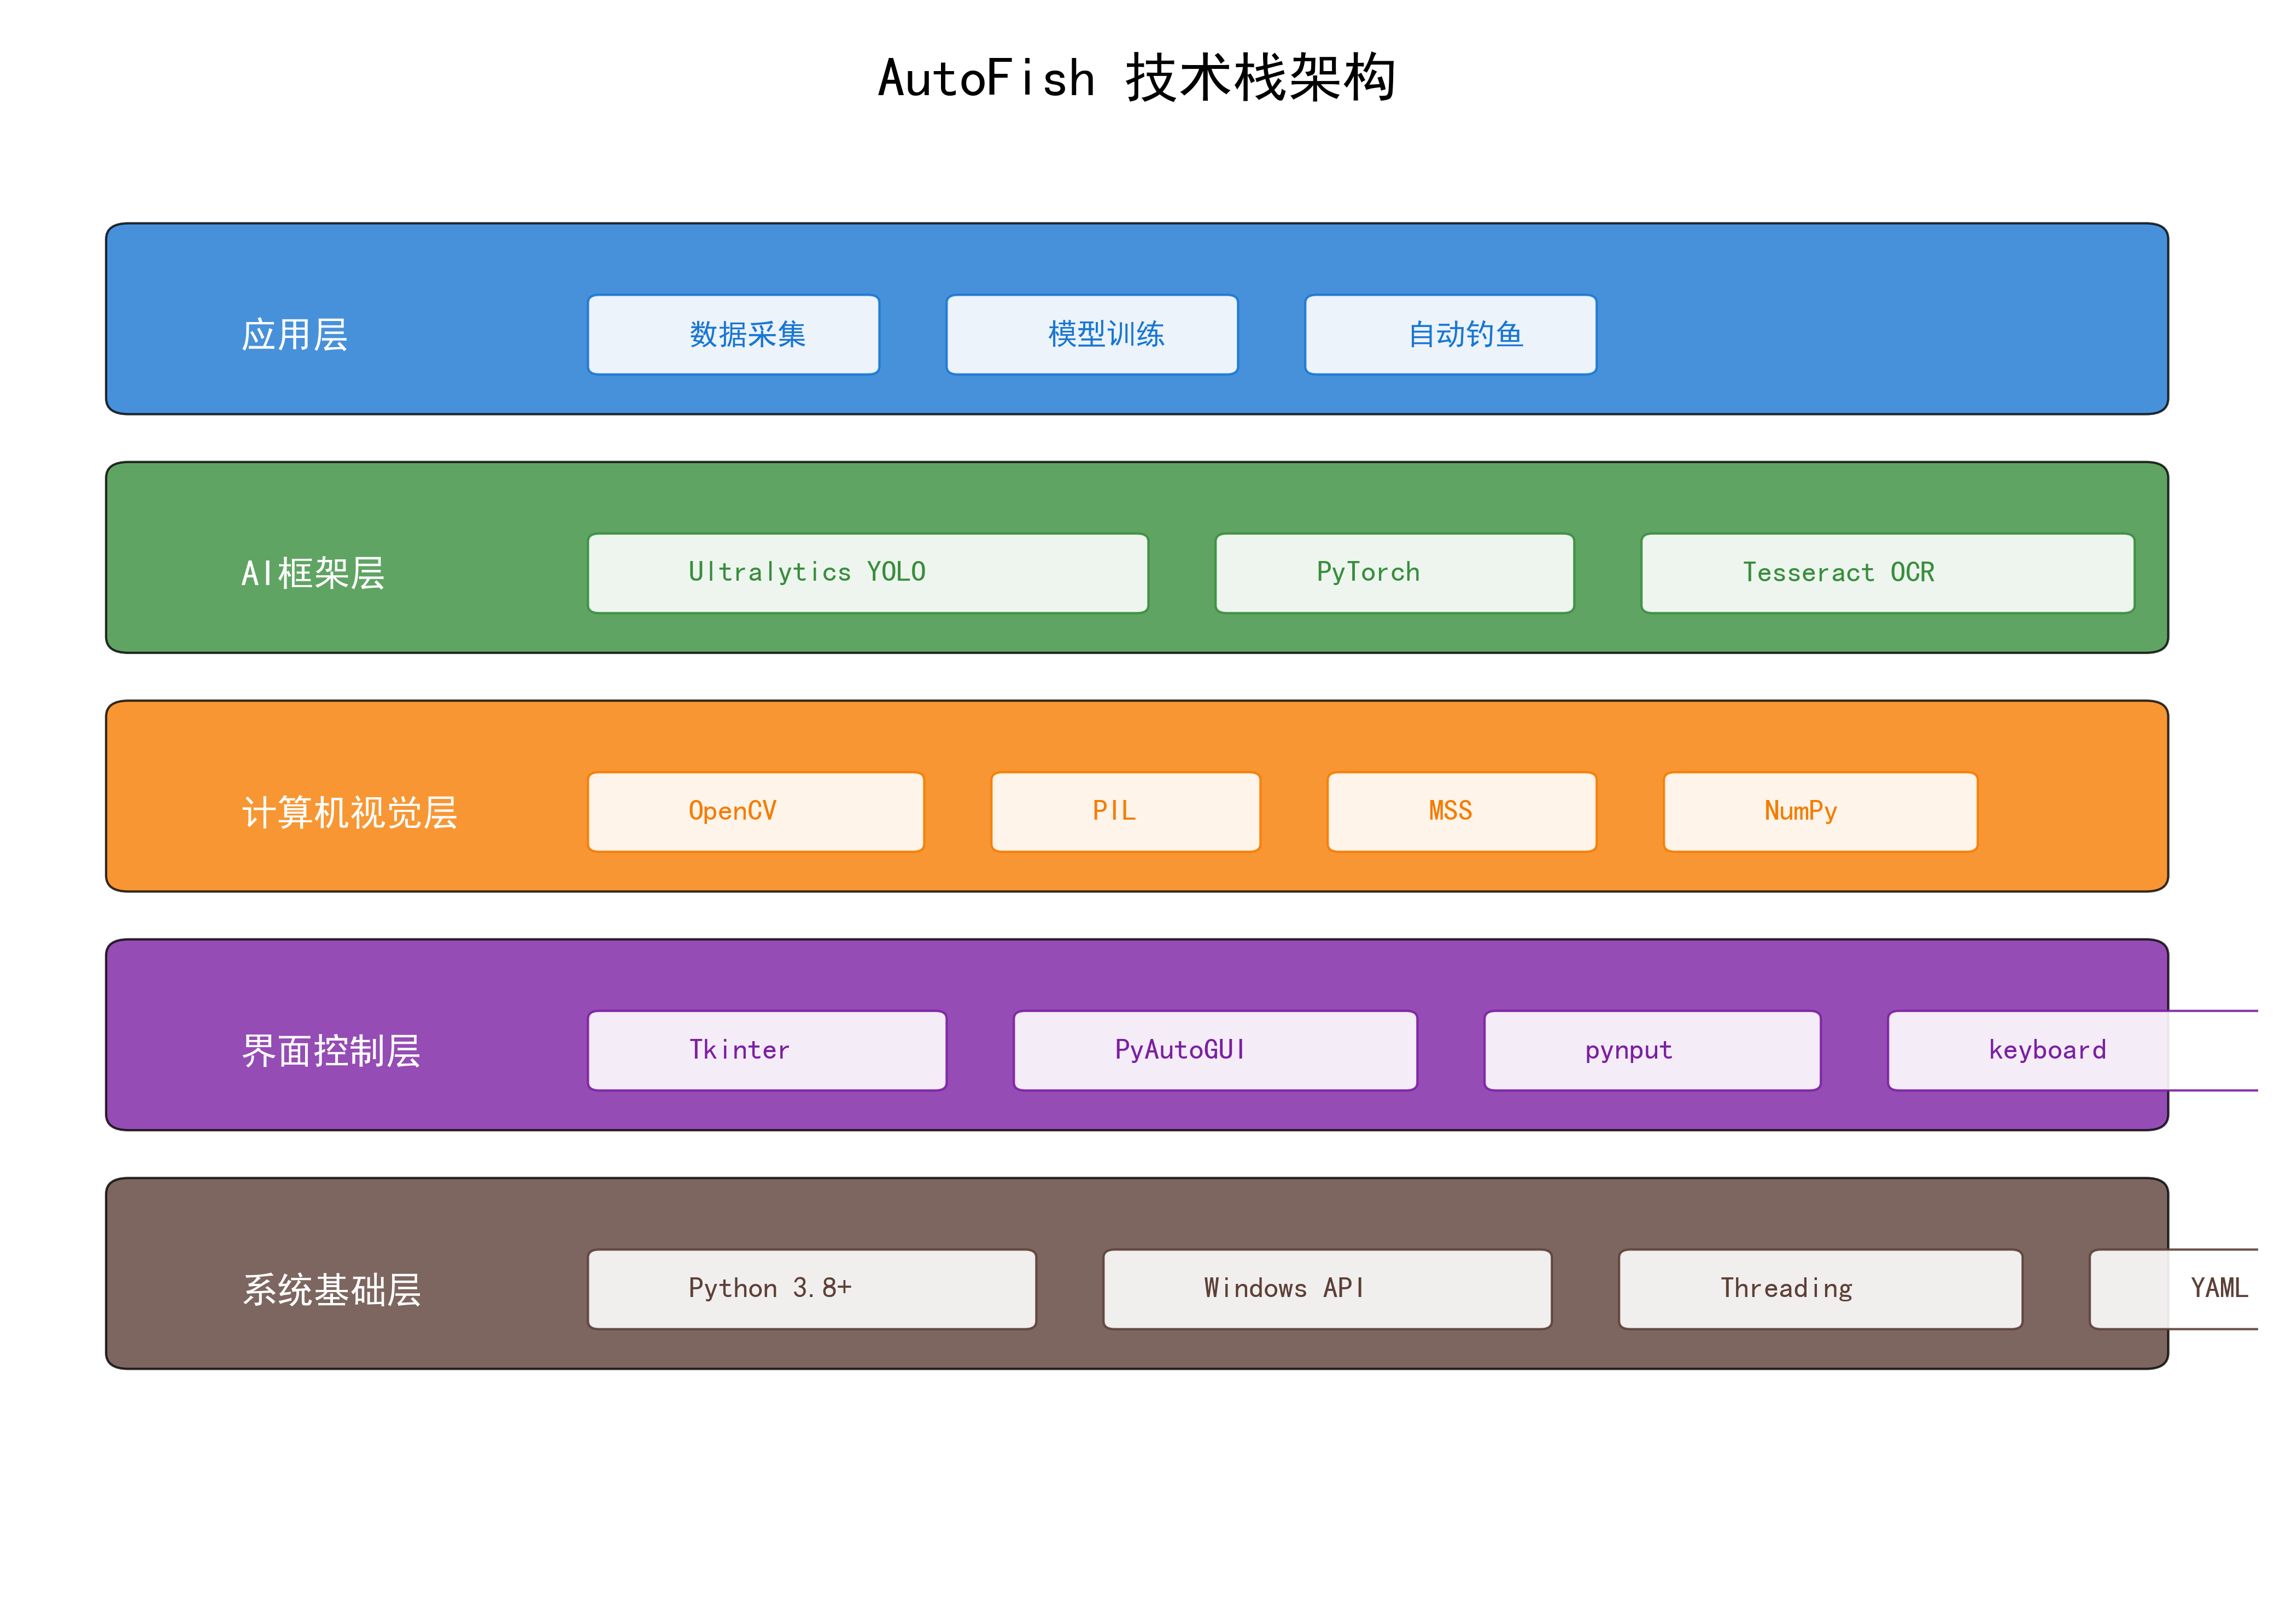 AutoFish 技术栈架构
应用层 数据采集 模型训练 自动钓鱼
AI框架层 Ultralytics YOLO PyTorch Tesseract OCR
计算机视觉层 OpenCV PIL MSS NumPy
界面控制层 Tkinter PyAutoGUI pynput keyboard
系统基础层 Python 3.8+ Windows API Threading YAML